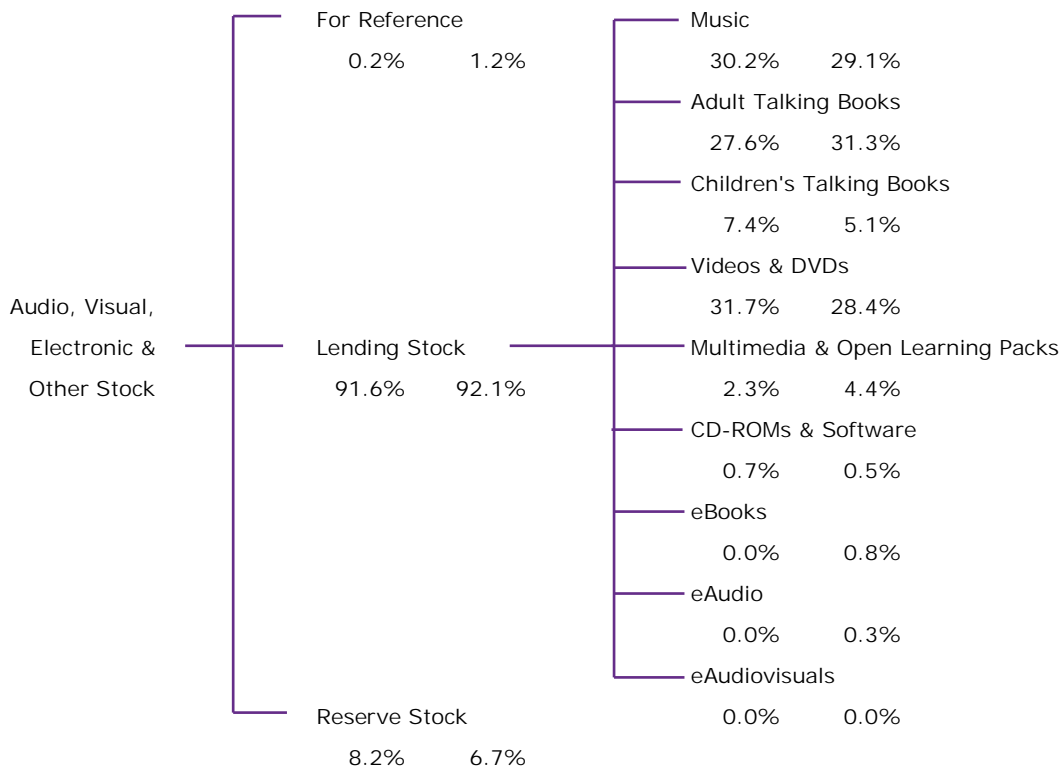 Audio, Visual,
Electronic &
Other Stock
For Reference
0.2% 1.2%
Lending Stock
91.6% 92.1%
Reserve Stock
8.2% 6.7%
Music
30.2% 29.1%
Adult Talking Books
27.6% 31.3%
Children's Talking Books
7.4% 5.1%
Videos & DVDs
31.7% 28.4%
Multimedia & Open Learning Packs
2.3% 4.4%
CD-ROMs & Software
0.7% 0.5%
eBooks
0.0% 0.8%
eAudio
0.0% 0.3%
eAudiovisuals
0.0% 0.0%